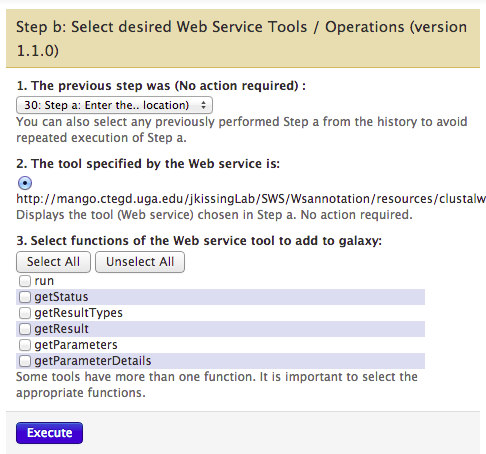 Step b: Select desired Web Service Tools / Operations (version
1.1.0)
1. The previous step was (No action required) :
30: Step a: Enter the.. location)
You can also select any previously performed Step a from the history to avoid
repeated execution of Step a.
2. The tool specified by the Web service is:
http://mango.ctegd.uga.edu/jkissingLab/SWS/Wsannotation/resources/clustalw
Displays the tool (Web service) chosen in Step a. No action required.
3. Select functions of the Web service tool to add to galaxy:
Select All Unselect All
run
getStatus
getResultTypes
getResult
getParameters
getParameterDetails
Some tools have more than one function. It is important to select the
appropriate functions.
Execute